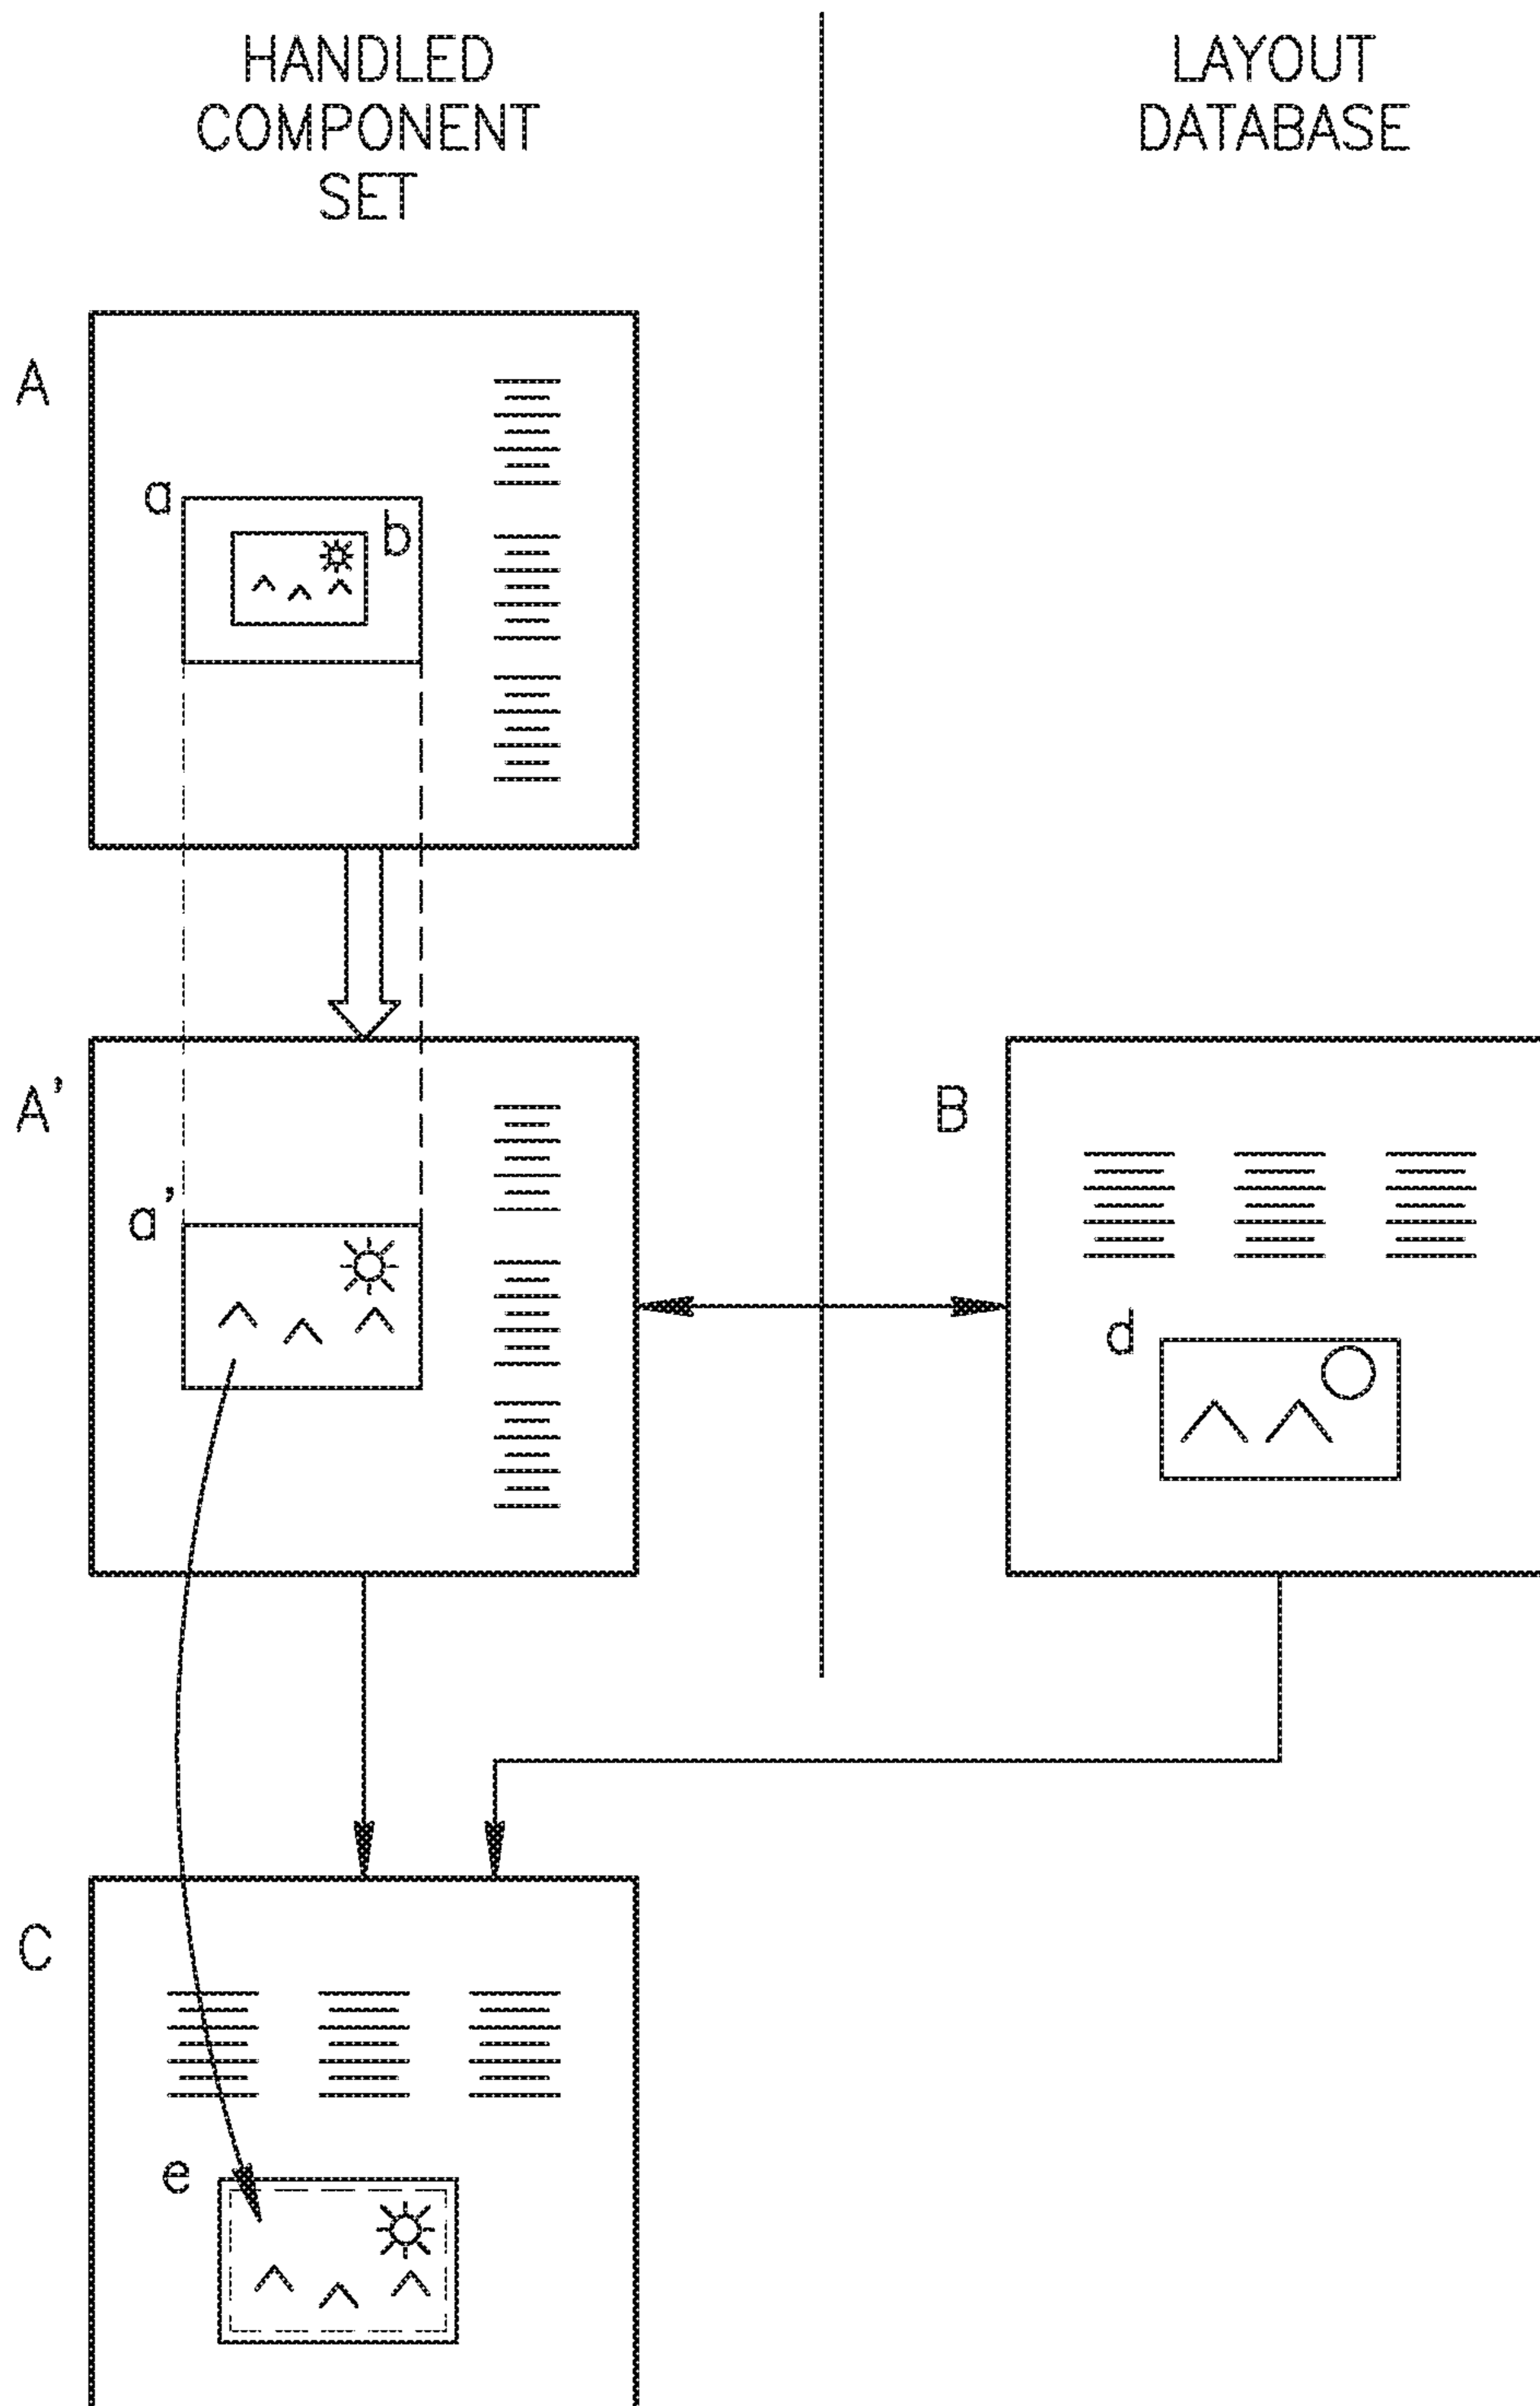 HANDLED
COMPONENT
SET
LAYOUT
DATABASE
A
a
b
A'
a'
B
d
C
e